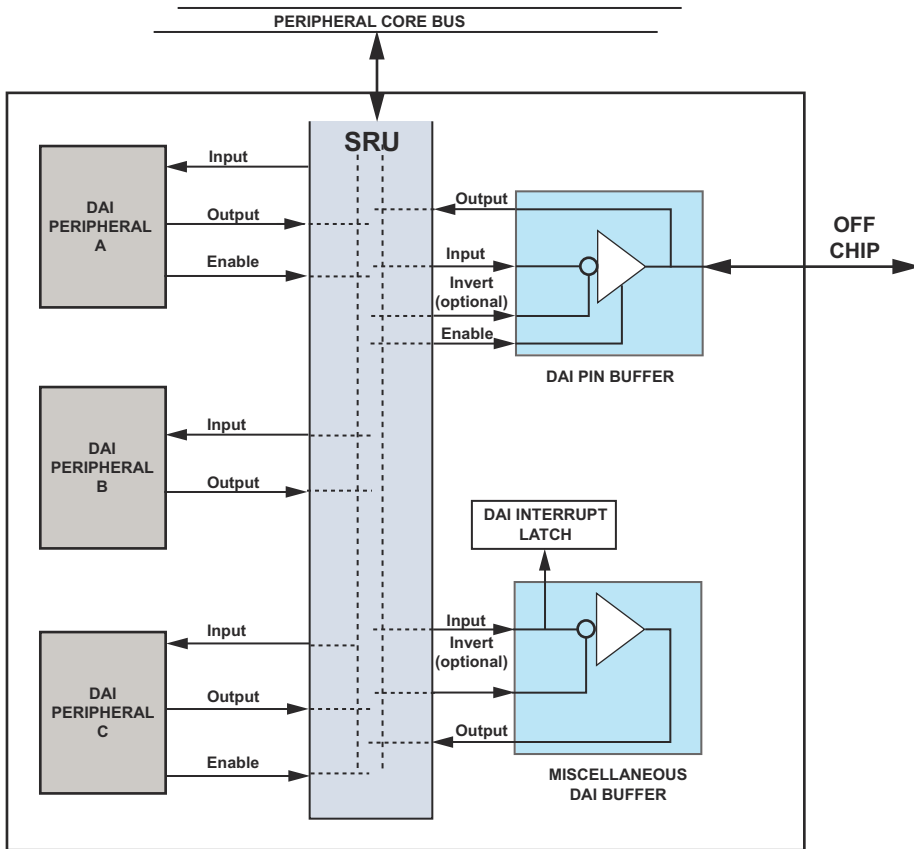 PERIPHERAL CORE BUS
SRU
DAI
PERIPHERAL
A
Input
Output
Enable
Output
Input
Invert
(optional)
Enable
DAI PIN BUFFER
OFF
CHIP
DAI
PERIPHERAL
B
Input
Output
DAI INTERRUPT
LATCH
DAI
PERIPHERAL
C
Input
Output
Enable
Input
Invert
(optional)
Output
MISCELLANEOUS
DAI BUFFER